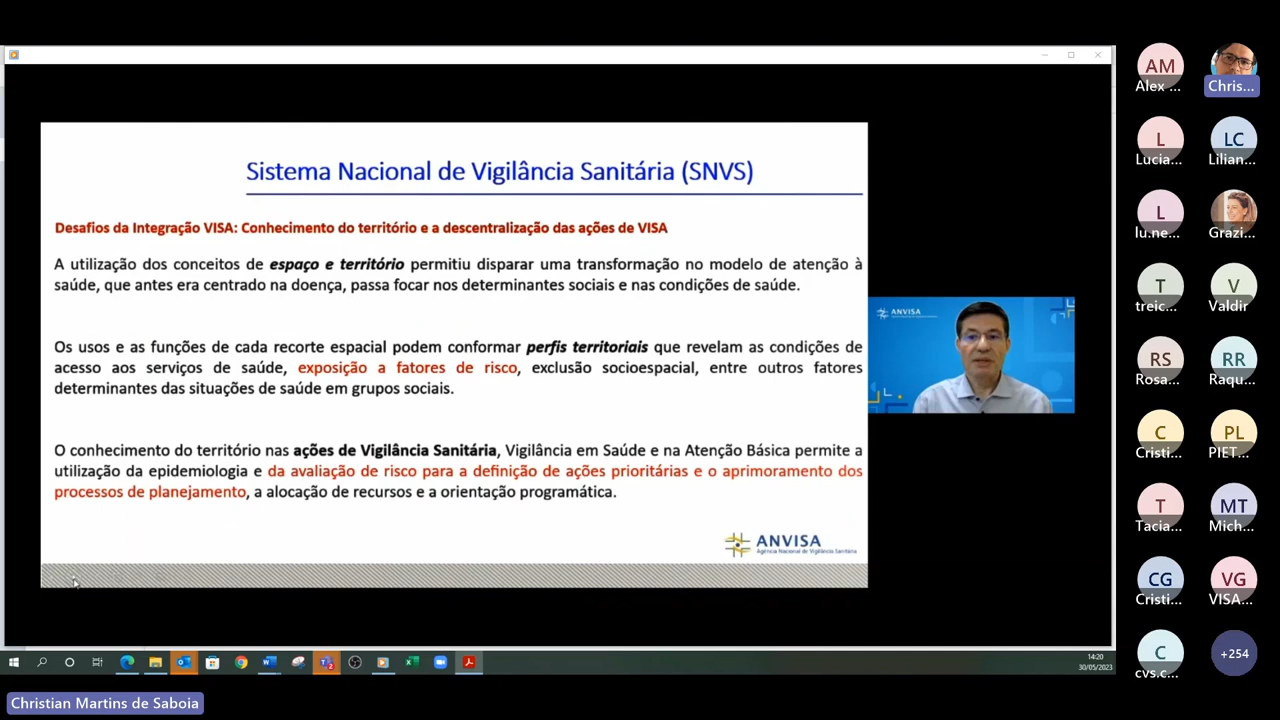 Sistema Nacional de Vigilância Sanitária (SNVS)
Desafios da Integração VISA: Conhecimento do território e a descentralização das ações de VISA
A utilização dos conceitos de espaço e território permitiu disparar uma transformação no modelo de atenção à
saúde, que antes era centrado na doença, passa focar nos determinantes sociais e nas condições de saúde.
Os usos e as funções de cada recorte espacial podem conformar perfis territoriais que revelam as condições de
acesso aos serviços de saúde, exposição a fatores de risco, exclusão socioespacial, entre outros fatores
determinantes das situações de saúde em grupos sociais.
O conhecimento do território nas ações de Vigilância Sanitária, Vigilância em Saúde e na Atenção Básica permite a
utilização da epidemiologia e da avaliação de risco para a definição de ações prioritárias e o aprimoramento dos
processos de planejamento, a alocação de recursos e a orientação programática.
ANVISA
Agência Nacional de Vigilância Sanitária
ANVISA
AM
Alex ...
Chris...
L
Lucia...
LC
Lilian...
L
lu.ne...
Grazi...
T
treic...
V
Valdir
RS
Rosa...
RR
Raqu...
C
Cristi...
PL
PIET...
T
Tacia...
MT
Mich...
CG
Cristi...
VG
VISA...
C
cvs.c...
+254
14:20
30/05/2023
Christian Martins de Saboia